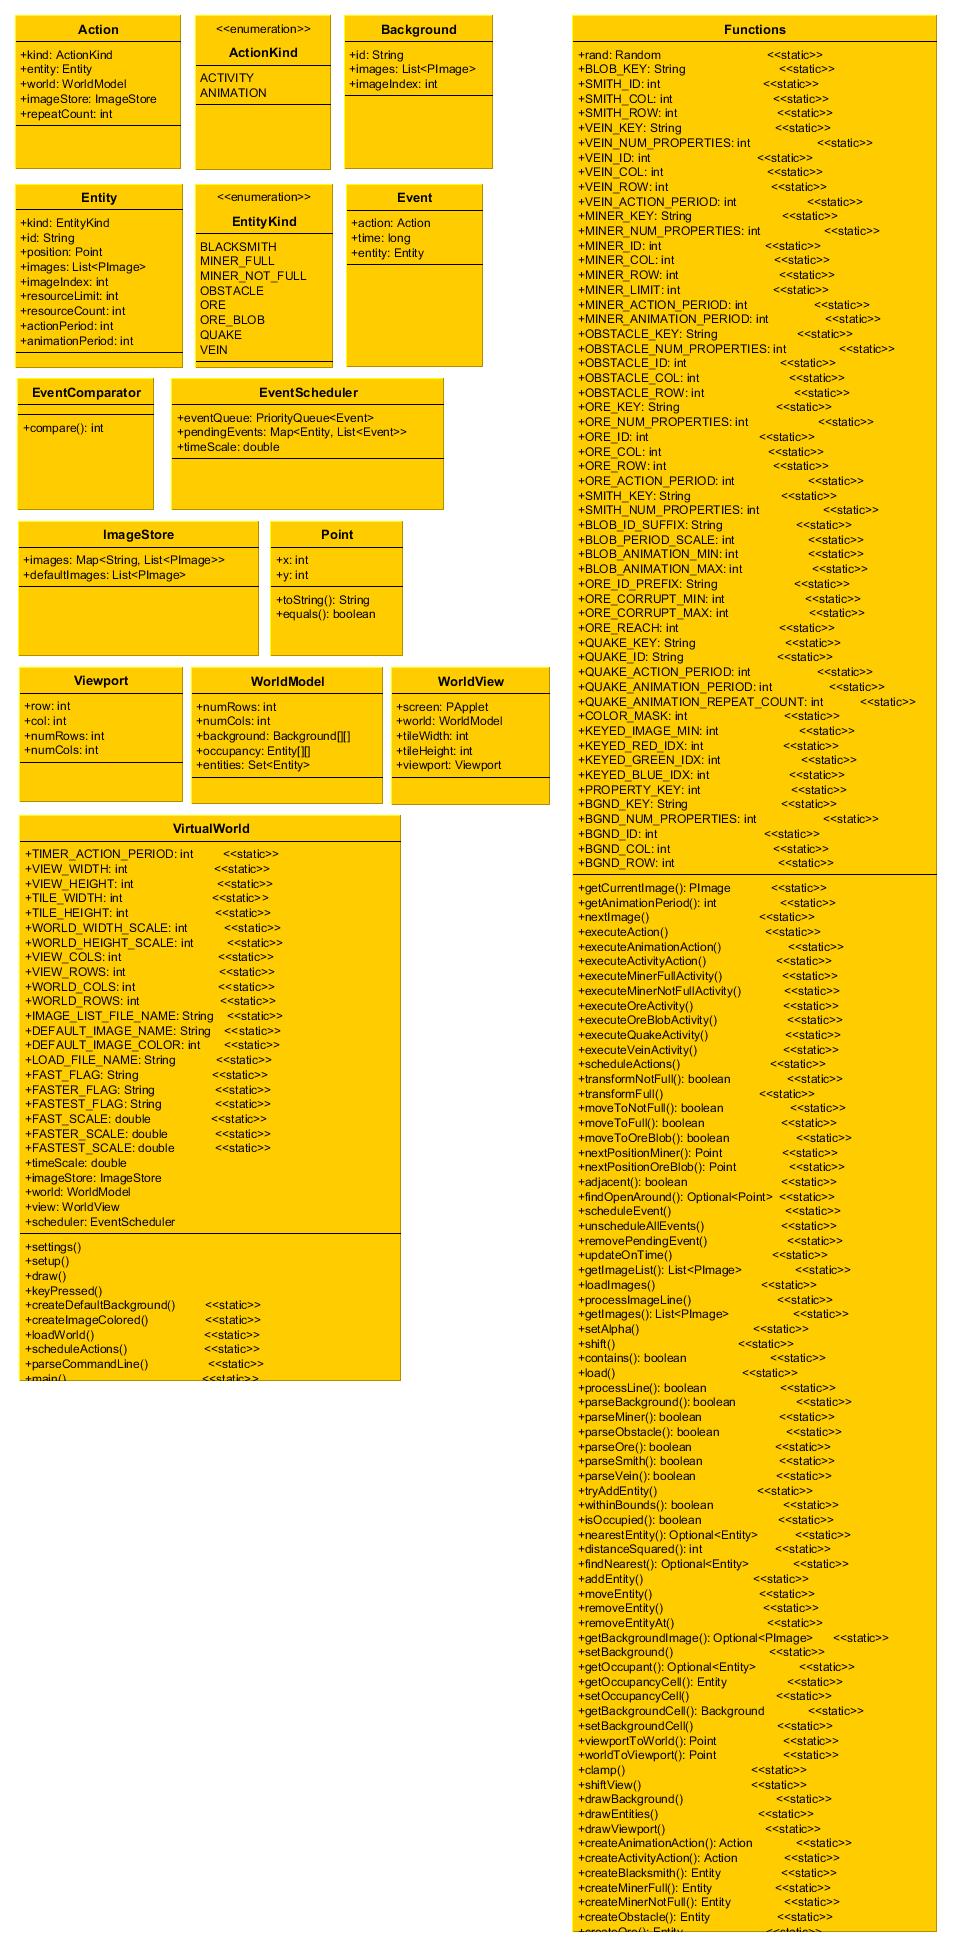 Action
+kind: ActionKind
+entity: Entity
+world: WorldModel
+imageStore: ImageStore
+repeatCount: int
<<enumeration>>
ActionKind
ACTIVITY
ANIMATION
Background
+id: String
+images: List<PImage>
+imageIndex: int
Entity
+kind: EntityKind
+id: String
+position: Point
+images: List<PImage>
+imageIndex: int
+resourceLimit: int
+resourceCount: int
+actionPeriod: int
+animationPeriod: int
<<enumeration>>
EntityKind
BLACKSMITH
MINER_FULL
MINER_NOT_FULL
OBSTACLE
ORE
ORE_BLOB
QUAKE
VEIN
Event
+action: Action
+time: long
+entity: Entity
EventComparator
+compare(): int
EventScheduler
+eventQueue: PriorityQueue<Event>
+pendingEvents: Map<Entity, List<Event>>
+timeScale: double
ImageStore
+images: Map<String, List<PImage>>
+defaultImages: List<PImage>
Point
+x: int
+y: int
+toString(): String
+equals(): boolean
Viewport
+row: int
+col: int
+numRows: int
+numCols: int
WorldModel
+numRows: int
+numCols: int
+background: Background[][]
+occupancy: Entity[][]
+entities: Set<Entity>
WorldView
+screen: PApplet
+world: WorldModel
+tileWidth: int
+tileHeight: int
+viewport: Viewport
VirtualWorld
+TIMER_ACTION_PERIOD: int <<static>>
+VIEW_WIDTH: int <<static>>
+VIEW_HEIGHT: int <<static>>
+TILE_WIDTH: int <<static>>
+TILE_HEIGHT: int <<static>>
+WORLD_WIDTH_SCALE: int <<static>>
+WORLD_HEIGHT_SCALE: int <<static>>
+VIEW_COLS: int <<static>>
+VIEW_ROWS: int <<static>>
+WORLD_COLS: int <<static>>
+WORLD_ROWS: int <<static>>
+IMAGE_LIST_FILE_NAME: String <<static>>
+DEFAULT_IMAGE_NAME: String <<static>>
+DEFAULT_IMAGE_COLOR: int <<static>>
+LOAD_FILE_NAME: String <<static>>
+FAST_FLAG: String <<static>>
+FASTER_FLAG: String <<static>>
+FASTEST_FLAG: String <<static>>
+FAST_SCALE: double <<static>>
+FASTER_SCALE: double <<static>>
+FASTEST_SCALE: double <<static>>
+timeScale: double
+imageStore: ImageStore
+world: WorldModel
+view: WorldView
+scheduler: EventScheduler
+settings()
+setup()
+draw()
+keyPressed()
+createDefaultBackground() <<static>>
+createImageColored() <<static>>
+loadWorld() <<static>>
+scheduleActions() <<static>>
+parseCommandLine() <<static>>
+main() <<static>>
Functions
+rand: Random <<static>>
+BLOB_KEY: String <<static>>
+SMITH_ID: int <<static>>
+SMITH_COL: int <<static>>
+SMITH_ROW: int <<static>>
+VEIN_KEY: String <<static>>
+VEIN_NUM_PROPERTIES: int <<static>>
+VEIN_ID: int <<static>>
+VEIN_COL: int <<static>>
+VEIN_ROW: int <<static>>
+VEIN_ACTION_PERIOD: int <<static>>
+MINER_KEY: String <<static>>
+MINER_NUM_PROPERTIES: int <<static>>
+MINER_ID: int <<static>>
+MINER_COL: int <<static>>
+MINER_ROW: int <<static>>
+MINER_LIMIT: int <<static>>
+MINER_ACTION_PERIOD: int <<static>>
+MINER_ANIMATION_PERIOD: int <<static>>
+OBSTACLE_KEY: String <<static>>
+OBSTACLE_NUM_PROPERTIES: int <<static>>
+OBSTACLE_ID: int <<static>>
+OBSTACLE_COL: int <<static>>
+OBSTACLE_ROW: int <<static>>
+ORE_KEY: String <<static>>
+ORE_NUM_PROPERTIES: int <<static>>
+ORE_ID: int <<static>>
+ORE_COL: int <<static>>
+ORE_ROW: int <<static>>
+ORE_ACTION_PERIOD: int <<static>>
+SMITH_KEY: String <<static>>
+SMITH_NUM_PROPERTIES: int <<static>>
+BLOB_ID_SUFFIX: String <<static>>
+BLOB_PERIOD_SCALE: int <<static>>
+BLOB_ANIMATION_MIN: int <<static>>
+BLOB_ANIMATION_MAX: int <<static>>
+ORE_ID_PREFIX: String <<static>>
+ORE_CORRUPT_MIN: int <<static>>
+ORE_CORRUPT_MAX: int <<static>>
+ORE_REACH: int <<static>>
+QUAKE_KEY: String <<static>>
+QUAKE_ID: String <<static>>
+QUAKE_ACTION_PERIOD: int <<static>>
+QUAKE_ANIMATION_PERIOD: int <<static>>
+QUAKE_ANIMATION_REPEAT_COUNT: int <<static>>
+COLOR_MASK: int <<static>>
+KEYED_IMAGE_MIN: int <<static>>
+KEYED_RED_IDX: int <<static>>
+KEYED_GREEN_IDX: int <<static>>
+KEYED_BLUE_IDX: int <<static>>
+PROPERTY_KEY: int <<static>>
+BGND_KEY: String <<static>>
+BGND_NUM_PROPERTIES: int <<static>>
+BGND_ID: int <<static>>
+BGND_COL: int <<static>>
+BGND_ROW: int <<static>>
+getCurrentImage(): PImage <<static>>
+getAnimationPeriod(): int <<static>>
+nextImage() <<static>>
+executeAction() <<static>>
+executeAnimationAction() <<static>>
+executeActivityAction() <<static>>
+executeMinerFullActivity() <<static>>
+executeMinerNotFullActivity() <<static>>
+executeOreActivity() <<static>>
+executeOreBlobActivity() <<static>>
+executeQuakeActivity() <<static>>
+executeVeinActivity() <<static>>
+scheduleActions() <<static>>
+transformNotFull(): boolean <<static>>
+transformFull() <<static>>
+moveToNotFull(): boolean <<static>>
+moveToFull(): boolean <<static>>
+moveToOreBlob(): boolean <<static>>
+nextPositionMiner(): Point <<static>>
+nextPositionOreBlob(): Point <<static>>
+adjacent(): boolean <<static>>
+findOpenAround(): Optional<Point> <<static>>
+scheduleEvent() <<static>>
+unscheduleAllEvents() <<static>>
+removePendingEvent() <<static>>
+updateOnTime() <<static>>
+getImageList(): List<PImage> <<static>>
+loadImages() <<static>>
+processImageLine() <<static>>
+getImages(): List<PImage> <<static>>
+setAlpha() <<static>>
+shift() <<static>>
+contains(): boolean <<static>>
+load() <<static>>
+processLine(): boolean <<static>>
+parseBackground(): boolean <<static>>
+parseMiner(): boolean <<static>>
+parseObstacle(): boolean <<static>>
+parseOre(): boolean <<static>>
+parseSmith(): boolean <<static>>
+parseVein(): boolean <<static>>
+tryAddEntity() <<static>>
+withinBounds(): boolean <<static>>
+isOccupied(): boolean <<static>>
+nearestEntity(): Optional<Entity> <<static>>
+distanceSquared(): int <<static>>
+findNearest(): Optional<Entity> <<static>>
+addEntity() <<static>>
+moveEntity() <<static>>
+removeEntity() <<static>>
+removeEntityAt() <<static>>
+getBackgroundImage(): Optional<PImage> <<static>>
+setBackground() <<static>>
+getOccupant(): Optional<Entity> <<static>>
+getOccupancyCell(): Entity <<static>>
+setOccupancyCell() <<static>>
+getBackgroundCell(): Background <<static>>
+setBackgroundCell() <<static>>
+viewportToWorld(): Point <<static>>
+worldToViewport(): Point <<static>>
+clamp() <<static>>
+shiftView() <<static>>
+drawBackground() <<static>>
+drawEntities() <<static>>
+drawViewport() <<static>>
+createAnimationAction(): Action <<static>>
+createActivityAction(): Action <<static>>
+createBlacksmith(): Entity <<static>>
+createMinerFull(): Entity <<static>>
+createMinerNotFull(): Entity <<static>>
+createObstacle(): Entity <<static>>
+createOre(): Entity <<static>>